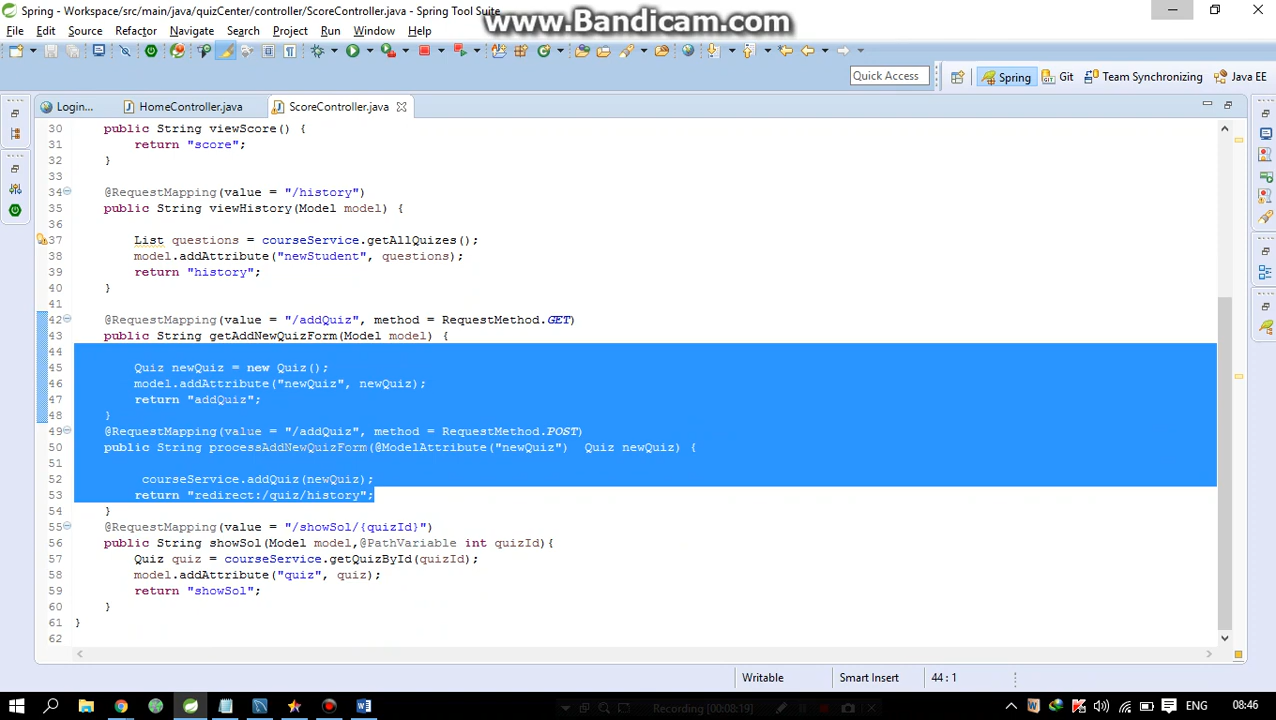 Spring - Workspace/src/main/java/quizCenter/controller/ScoreController.java - Spring Tool Suite
www.Bandicam.com
File Edit Source Refactor Navigate Search Project Run Window Help
Quick Access
Spring Git Team Synchronizing Java EE
Login... HomeController.java ScoreController.java
30 public String viewScore() {
31 return "score";
32 }
33
34 @RequestMapping(value = "/history")
35 public String viewHistory(Model model) {
36
37 List questions = courseService.getAllQuizes();
38 model.addAttribute("newStudent", questions);
39 return "history";
40 }
41
42 @RequestMapping(value = "/addQuiz", method = RequestMethod.GET)
43 public String getAddNewQuizForm(Model model) {
44
45 Quiz newQuiz = new Quiz();
46 model.addAttribute("newQuiz", newQuiz);
47 return "addQuiz";
48 }
49 @RequestMapping(value = "/addQuiz", method = RequestMethod.POST)
50 public String processAddNewQuizForm(@ModelAttribute("newQuiz") Quiz newQuiz) {
51
52 courseService.addQuiz(newQuiz);
53 return "redirect:/quiz/history";
54 }
55 @RequestMapping(value = "/showSol/{quizId}")
56 public String showSol(Model model,@PathVariable int quizId){
57 Quiz quiz = courseService.getQuizById(quizId);
58 model.addAttribute("quiz", quiz);
59 return "showSol";
60 }
61 }
62
Writable Smart Insert 44 : 1
Recording [00:08:19]
ENG 08:46